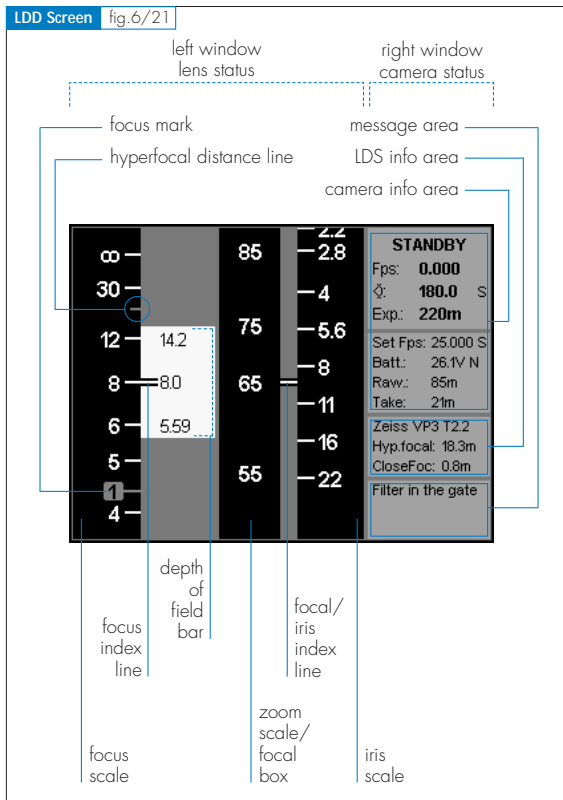 LDD Screen fig.6/21
left window
lens status
right window
camera status
focus mark
message area
hyperfocal distance line
LDS info area
camera info area
∞
30
12
8
6
5
1
4
14.2
8.0
5.59
85
75
65
55
2.2
2.8
4
5.6
8
11
16
22
STANDBY
Fps: 0.000
180.0 S
Exp.: 220m
Set Fps: 25.000 S
Batt.: 26.1V N
Raw.: 85m
Take: 21m
Zeiss VP3 T2.2
Hyp.focal: 18.3m
CloseFoc: 0.8m
Filter in the gate
depth
of
field
bar
focus
index
line
focal/
iris
index
line
focus
scale
zoom
scale/
focal
box
iris
scale